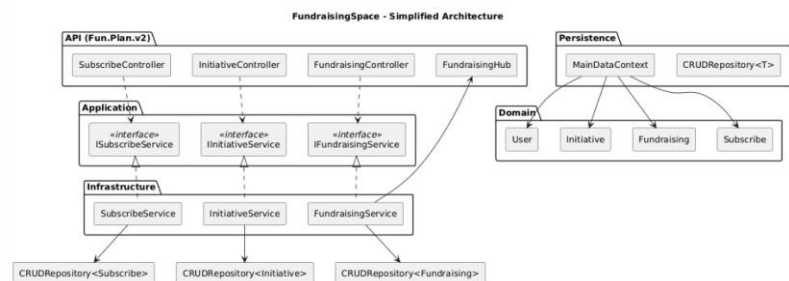 FundraisingSpace - Simplified Architecture
API (Fun.Plan.v2)
SubscribeController
InitiativeController
FundraisingController
FundraisingHub
Persistence
MainDataContext
CRUDRepository<T>
Application
«interface»
ISubscribeService
«interface»
IInitiativeService
«interface»
IFundraisingService
Domain
User
Initiative
Fundraising
Subscribe
Infrastructure
SubscribeService
InitiativeService
FundraisingService
CRUDRepository<Subscribe>
CRUDRepository<Initiative>
CRUDRepository<Fundraising>